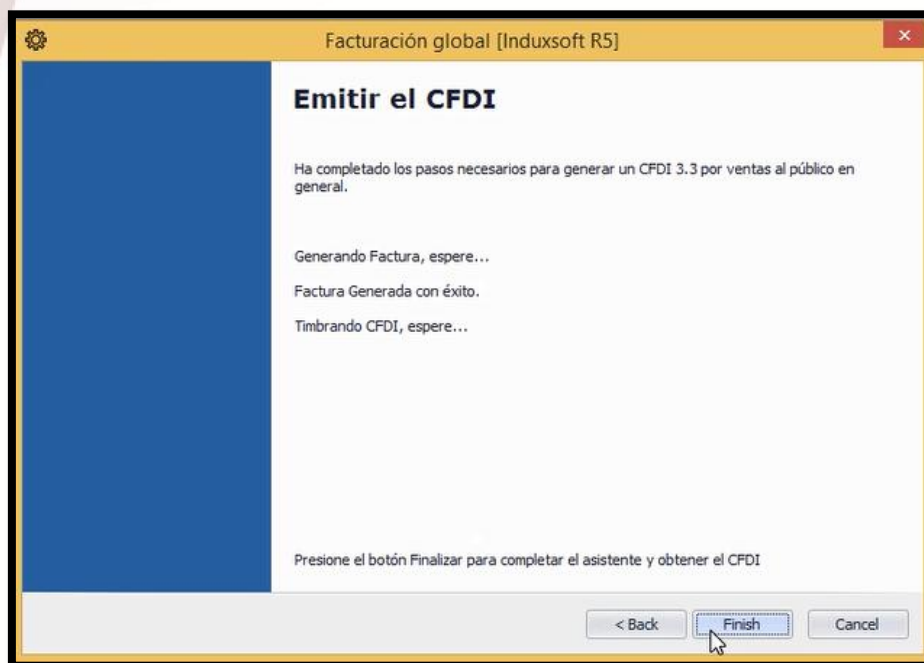 Facturación global [Induxsoft R5]
Emitir el CFDI
Ha completado los pasos necesarios para generar un CFDI 3.3 por ventas al público en
general.
Generando Factura, espere...
Factura Generada con éxito.
Timbrando CFDI, espere...
Presione el botón Finalizar para completar el asistente y obtener el CFDI
< Back
Finish
Cancel